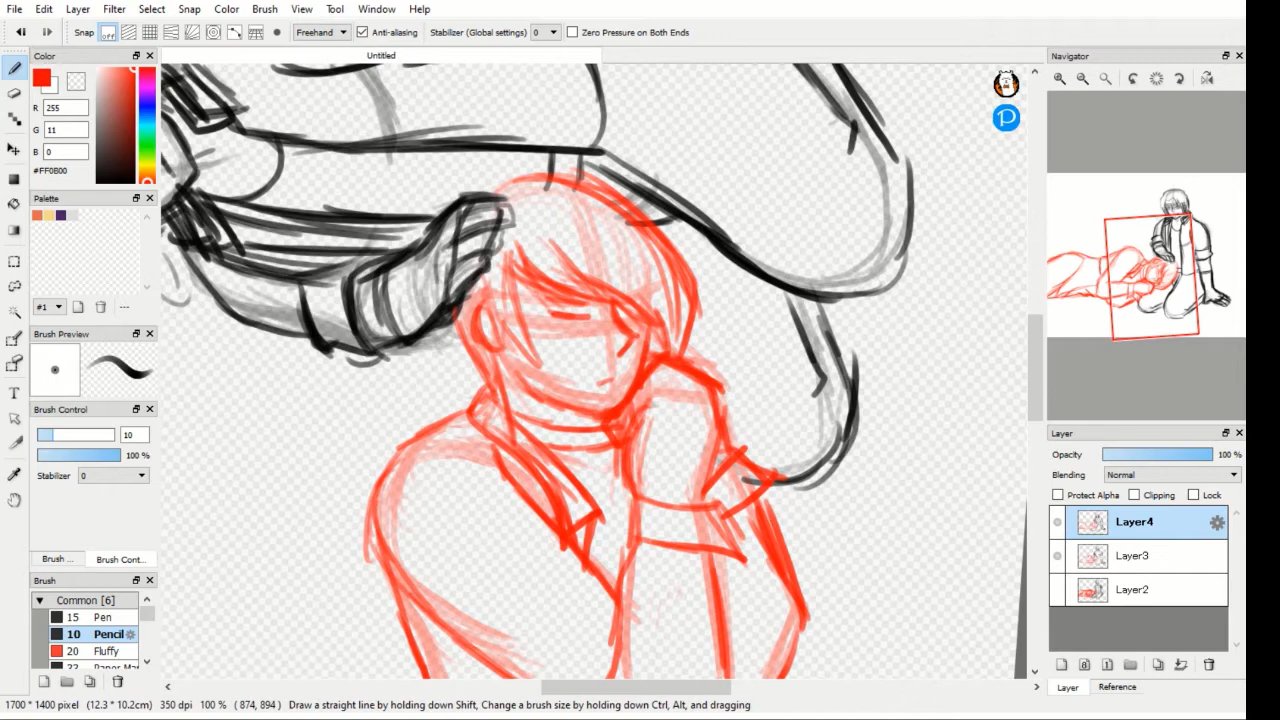 File Edit Layer Filter Select Snap Color Brush View Tool Window Help
Snap off Freehand Anti-aliasing Stabilizer (Global settings) 0 Zero Pressure on Both Ends
Color
Untitled
Navigator
R 255
G 11
B 0
#FF0B00
Palette
#1
Brush Preview
Brush Control
10
100 %
Stabilizer 0
Brush ...
Brush Cont...
Brush
Common [6]
15 Pen
10 Pencil
20 Fluffy
Layer
Opacity 100 %
Blending Normal
Protect Alpha Clipping Lock
Layer4
Layer3
Layer2
8 1
Layer Reference
1700 * 1400 pixel (12.3 * 10.2cm) 350 dpi 100 % ( 874, 894 ) Draw a straight line by holding down Shift, Change a brush size by holding down Ctrl, Alt, and dragging